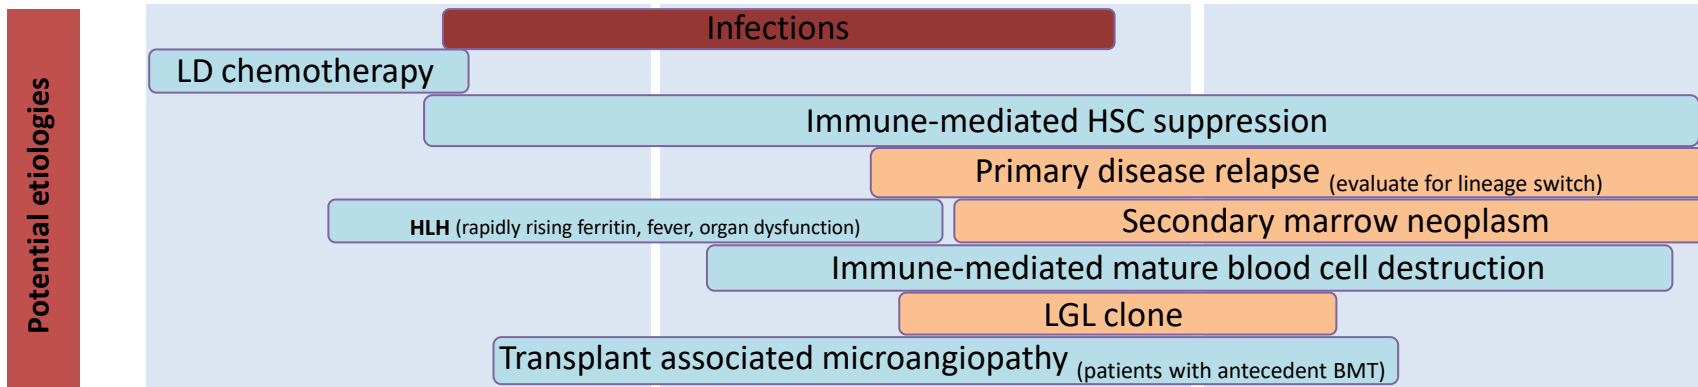 Potential etiologies
Infections
LD chemotherapy
Immune-mediated HSC suppression
Primary disease relapse (evaluate for lineage switch)
HLH (rapidly rising ferritin, fever, organ dysfunction)
Secondary marrow neoplasm
Immune-mediated mature blood cell destruction
LGL clone
Transplant associated microangiopathy (patients with antecedent BMT)